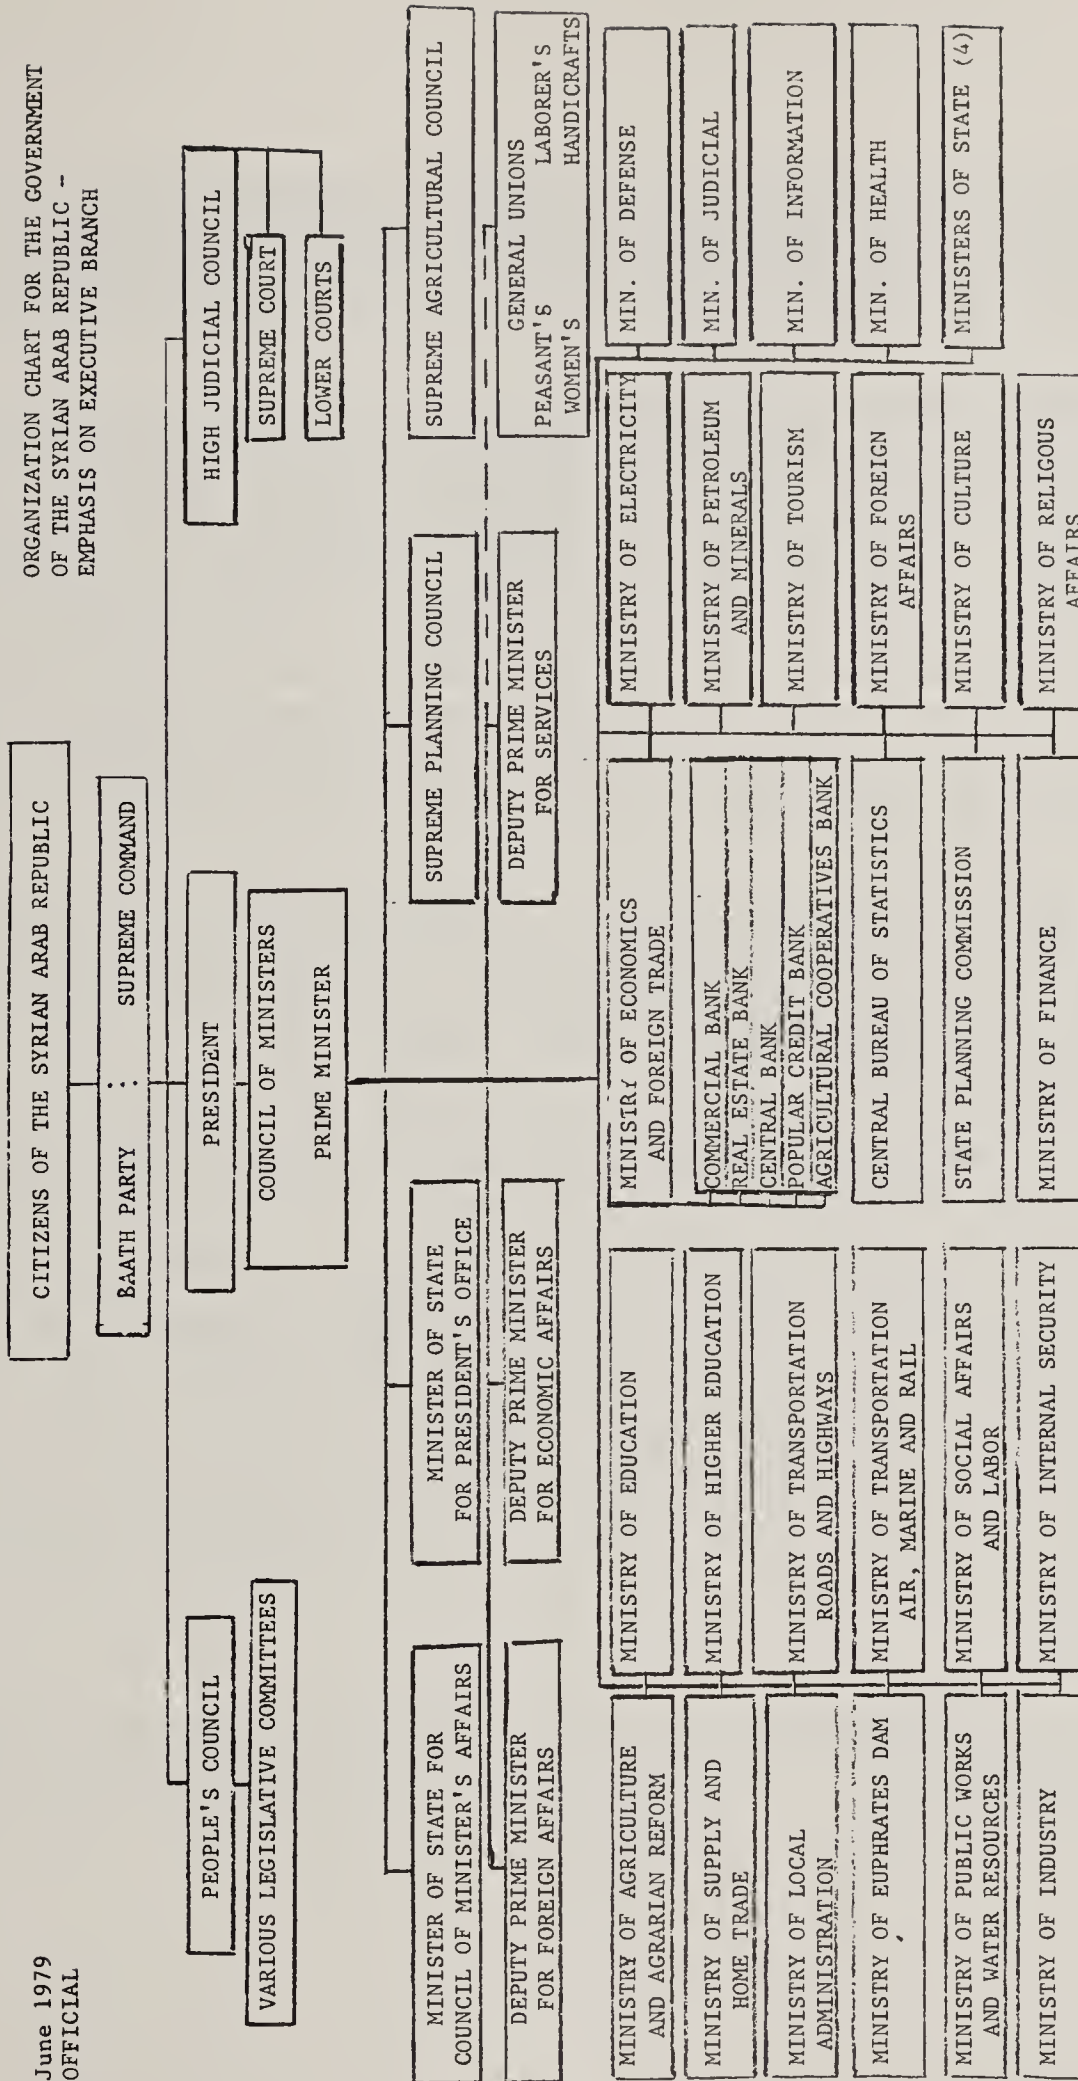 June 1979
OFFICIAL
ORGANIZATION CHART FOR THE GOVERNMENT
OF THE SYRIAN ARAB REPUBLIC -
EMPHASIS ON EXECUTIVE BRANCH
CITIZENS OF THE SYRIAN ARAB REPUBLIC
BAATH PARTY : SUPREME COMMAND
PEOPLE'S COUNCIL
VARIOUS LEGISLATIVE COMMITTEES
PRESIDENT
COUNCIL OF MINISTERS
PRIME MINISTER
HIGH JUDICIAL COUNCIL
SUPREME COURT
LOWER COURTS
MINISTER OF STATE FOR
COUNCIL OF MINISTER'S AFFAIRS
MINISTER OF STATE
FOR PRESIDENT'S OFFICE
SUPREME PLANNING COUNCIL
SUPREME AGRICULTURAL COUNCIL
DEPUTY PRIME MINISTER
FOR FOREIGN AFFAIRS
DEPUTY PRIME MINISTER
FOR ECONOMIC AFFAIRS
DEPUTY PRIME MINISTER
FOR SERVICES
GENERAL UNIONS
PEASANT'S LABORER'S
WOMEN'S HANDICRAFTS
MINISTRY OF AGRICULTURE
AND AGRARIAN REFORM
MINISTRY OF SUPPLY AND
HOME TRADE
MINISTRY OF LOCAL
ADMINISTRATION
MINISTRY OF EUPHRATES DAM
MINISTRY OF PUBLIC WORKS
AND WATER RESOURCES
MINISTRY OF INDUSTRY
MINISTRY OF EDUCATION
MINISTRY OF HIGHER EDUCATION
MINISTRY OF TRANSPORTATION
ROADS AND HIGHWAYS
MINISTRY OF TRANSPORTATION
AIR, MARINE AND RAIL
MINISTRY OF SOCIAL AFFAIRS
AND LABOR
MINISTRY OF INTERNAL SECURITY
MINISTRY OF ECONOMICS
AND FOREIGN TRADE
COMMERCIAL BANK
REAL ESTATE BANK
CENTRAL BANK
POPULAR CREDIT BANK
AGRICULTURAL COOPERATIVES BANK
CENTRAL BUREAU OF STATISTICS
STATE PLANNING COMMISSION
MINISTRY OF FINANCE
MINISTRY OF ELECTRICITY
MINISTRY OF PETROLEUM
AND MINERALS
MINISTRY OF TOURISM
MINISTRY OF FOREIGN
AFFAIRS
MINISTRY OF CULTURE
MINISTRY OF RELIGOUS
AFFAIRS
MIN. OF DEFENSE
MIN. OF JUDICIAL
MIN. OF INFORMATION
MIN. OF HEALTH
MINISTERS OF STATE (4)